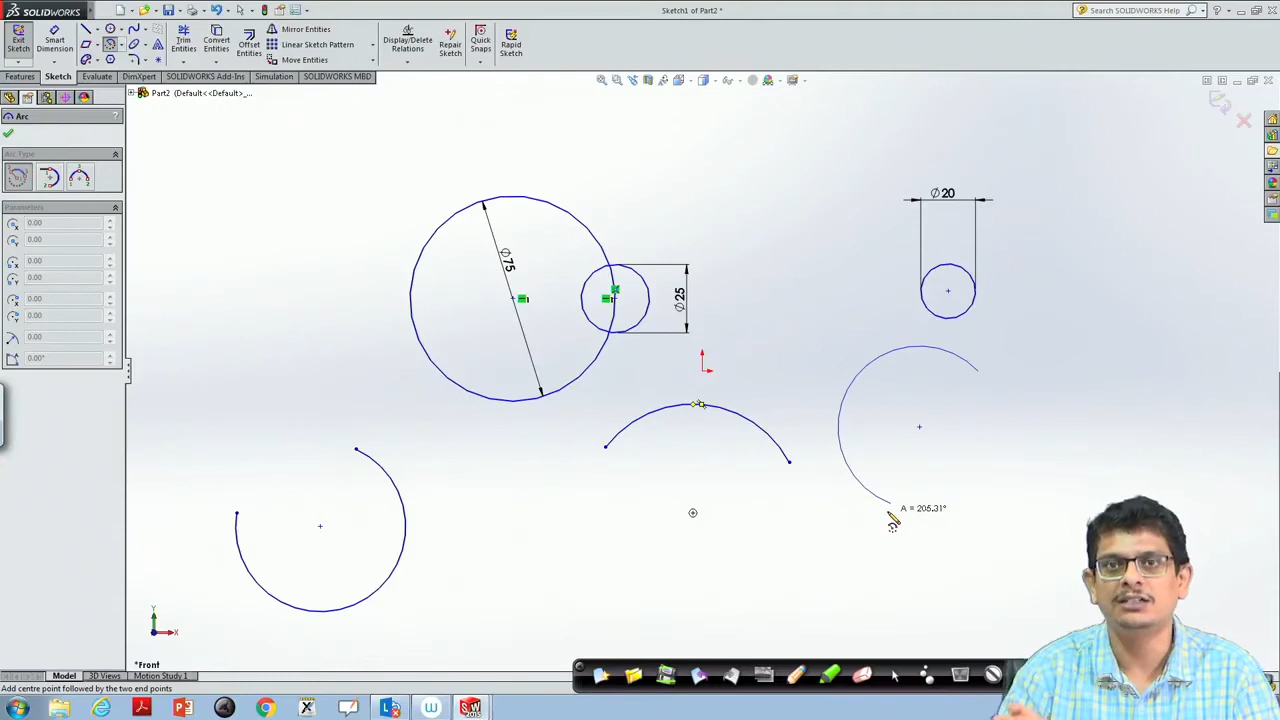 SOLIDWORKS
Sketch1 of Part2 *
Search SOLIDWORKS Help
Exit Sketch
Smart Dimension
Trim Entities
Convert Entities
Offset Entities
Mirror Entities
Linear Sketch Pattern
Move Entities
Display/Delete Relations
Repair Sketch
Quick Snaps
Rapid Sketch
Features
Sketch
Evaluate
DimXpert
SOLIDWORKS Add-Ins
Simulation
SOLIDWORKS MBD
Part2 (Default<<Default>_...
Arc
?
Arc Type
Parameters
0.00
0.00
0.00
0.00
0.00
0.00
0.00
0.00°
Ø75
Ø25
Ø20
A = 205.31°
Y
X
*Front
Model
3D Views
Motion Study 1
Add centre point followed by the two end points